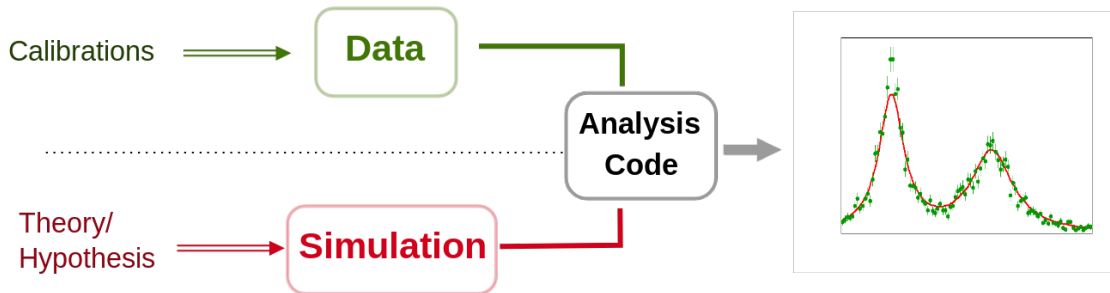 Calibrations
Data
Analysis
Code
Theory/
Hypothesis
Simulation